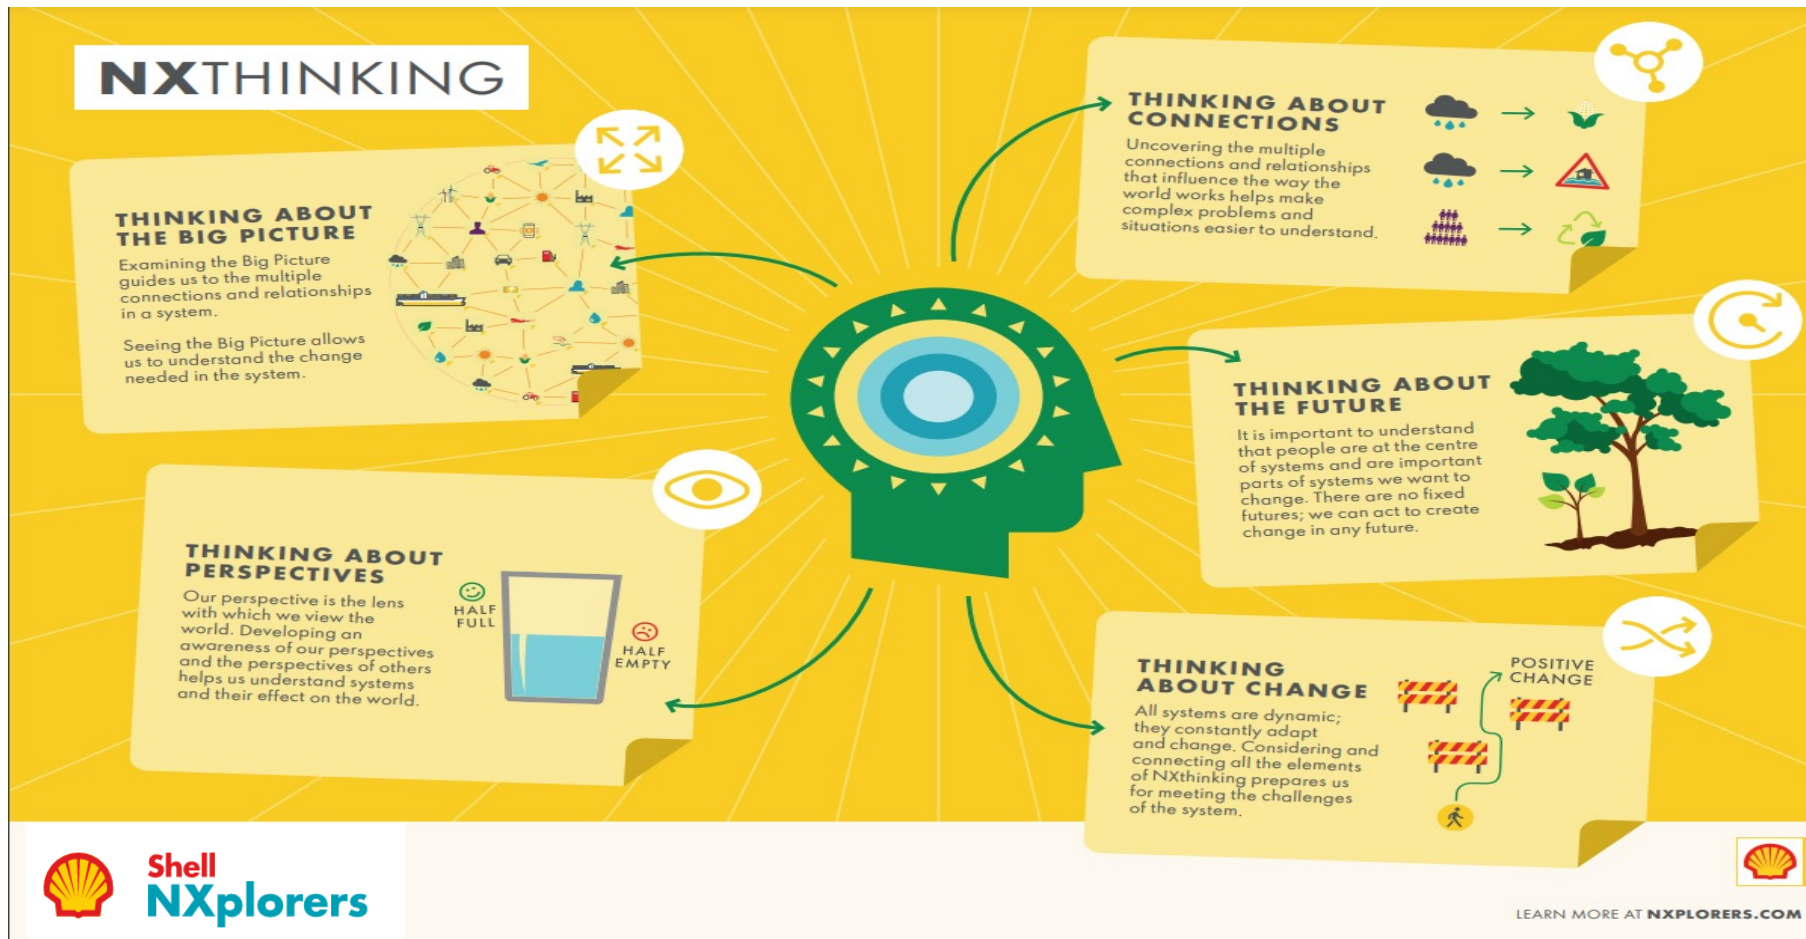 NXTHINKING
THINKING ABOUT
THE BIG PICTURE
Examining the Big Picture
guides us to the multiple
connections and relationships
in a system.
Seeing the Big Picture allows
us to understand the change
needed in the system.
THINKING ABOUT
CONNECTIONS
Uncovering the multiple
connections and relationships
that influence the way the
world works helps make
complex problems and
situations easier to understand.
THINKING ABOUT
THE FUTURE
It is important to understand
that people are at the centre
of systems and are important
parts of systems we want to
change. There are no fixed
futures; we can act to create
change in any future.
THINKING ABOUT
PERSPECTIVES
Our perspective is the lens
with which we view the
world. Developing an
awareness of our perspectives
and the perspectives of others
helps us understand systems
and their effect on the world.
HALF
FULL
HALF
EMPTY
THINKING
ABOUT CHANGE
All systems are dynamic;
they constantly adapt
and change. Considering and
connecting all the elements
of NXthinking prepares us
for meeting the challenges
of the system.
POSITIVE
CHANGE
Shell
NXplorers
LEARN MORE AT NXPLORERS.COM